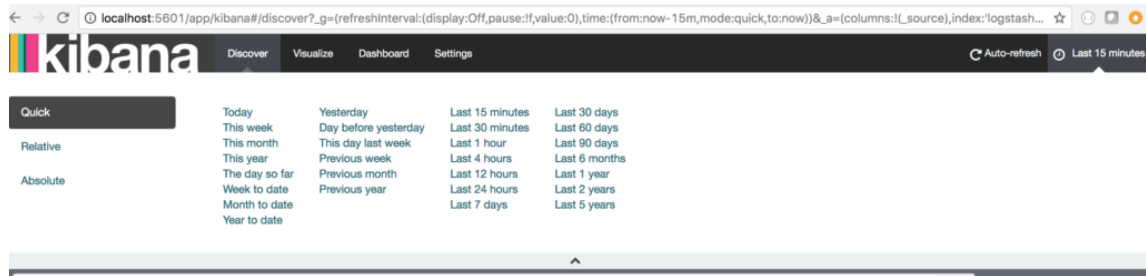 localhost:5601/app/kibana#/discover?_g=(refreshInterval:(display:Off,pause:!f,value:0),time:(from:now-15m,mode:quick,to:now))&_a=(columns:!(_source),index:'logstash...
kibana Discover Visualize Dashboard Settings Auto-refresh Last 15 minutes
Quick
Relative
Absolute
Today
This week
This month
This year
The day so far
Week to date
Month to date
Year to date
Yesterday
Day before yesterday
This day last week
Previous week
Previous month
Previous year
Last 15 minutes
Last 30 minutes
Last 1 hour
Last 4 hours
Last 12 hours
Last 24 hours
Last 7 days
Last 30 days
Last 60 days
Last 90 days
Last 6 months
Last 1 year
Last 2 years
Last 5 years